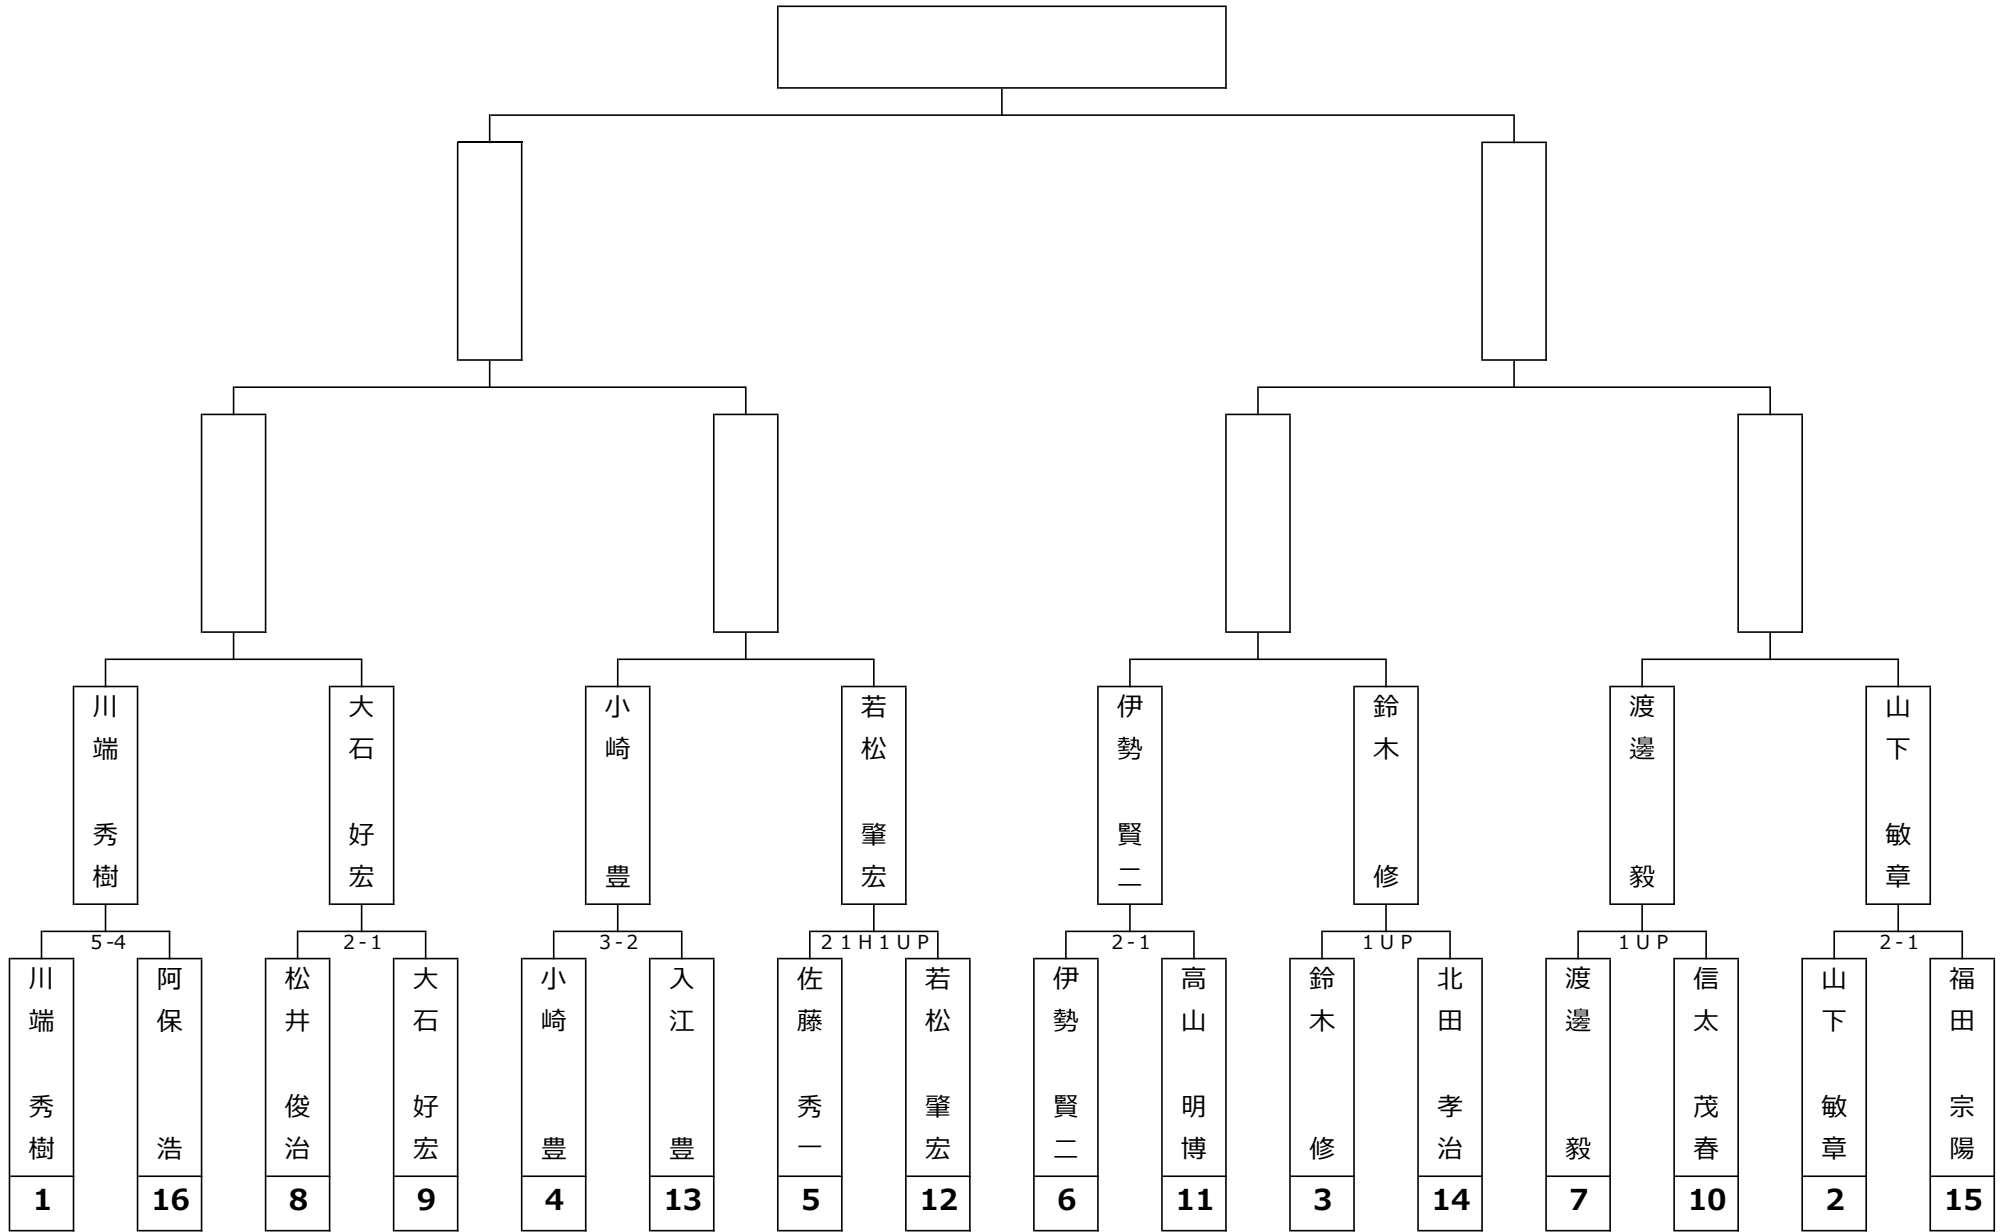 川端 秀樹
大石 好宏
小崎 豊
若松 肇宏
伊勢 賢二
鈴木 修
渡邊 毅
山下 敏章
5-4
2-1
3-2
21H1UP
2-1
1UP
1UP
2-1
川端 秀樹
阿保 浩
松井 俊治
大石 好宏
小崎 豊
入江 豊
佐藤 秀一
若松 肇宏
伊勢 賢二
高山 明博
鈴木 修
北田 孝治
渡邊 毅
信太 茂春
山下 敏章
福田 宗陽
1
16
8
9
4
13
5
12
6
11
3
14
7
10
2
15